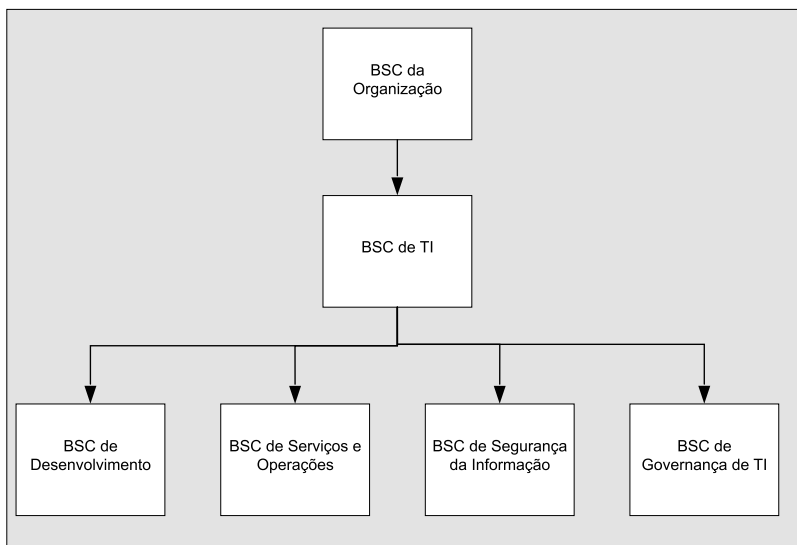 BSC da
Organização
BSC de TI
BSC de
Desenvolvimento
BSC de Serviços e
Operações
BSC de Segurança
da Informação
BSC de
Governança de TI